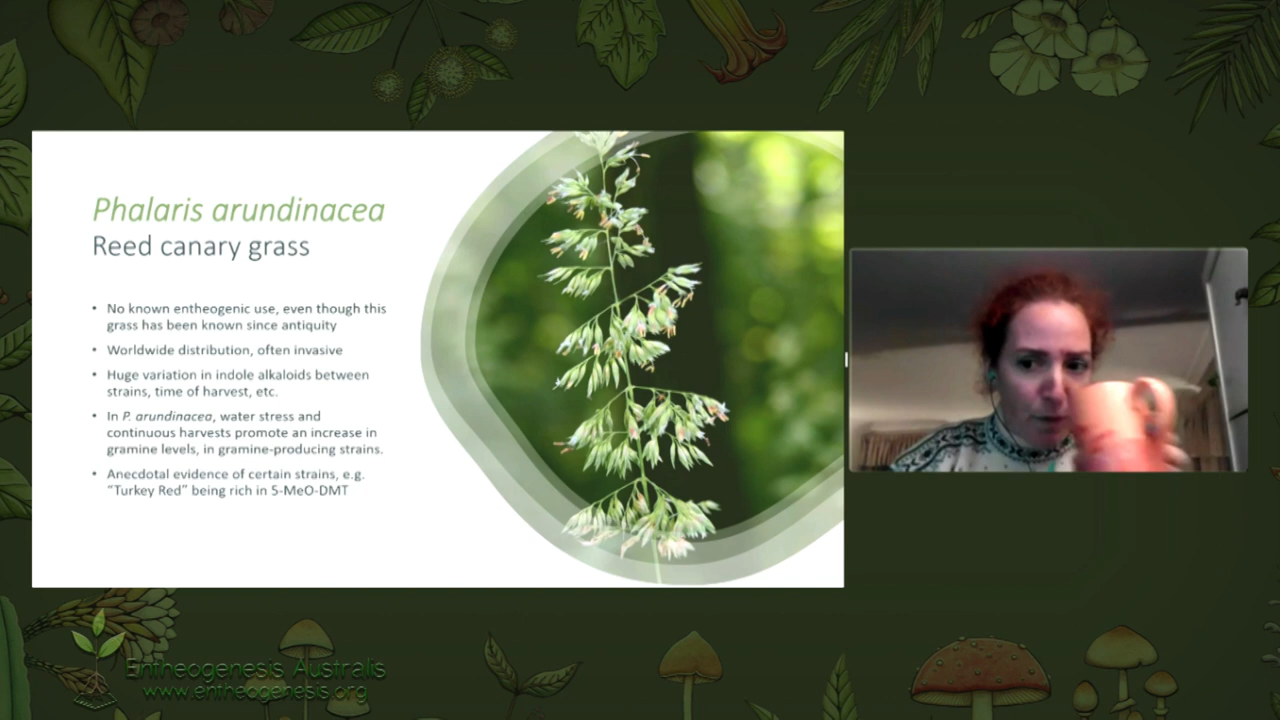 Phalaris arundinacea
Reed canary grass
• No known entheogenic use, even though this
grass has been known since antiquity
• Worldwide distribution, often invasive
• Huge variation in indole alkaloids between
strains, time of harvest, etc.
• In P. arundinacea, water stress and
continuous harvests promote an increase in
gramine levels, in gramine-producing strains.
• Anecdotal evidence of certain strains, e.g.
“Turkey Red” being rich in 5-MeO-DMT
Entheogenesis Australis
www.entheogenesis.org